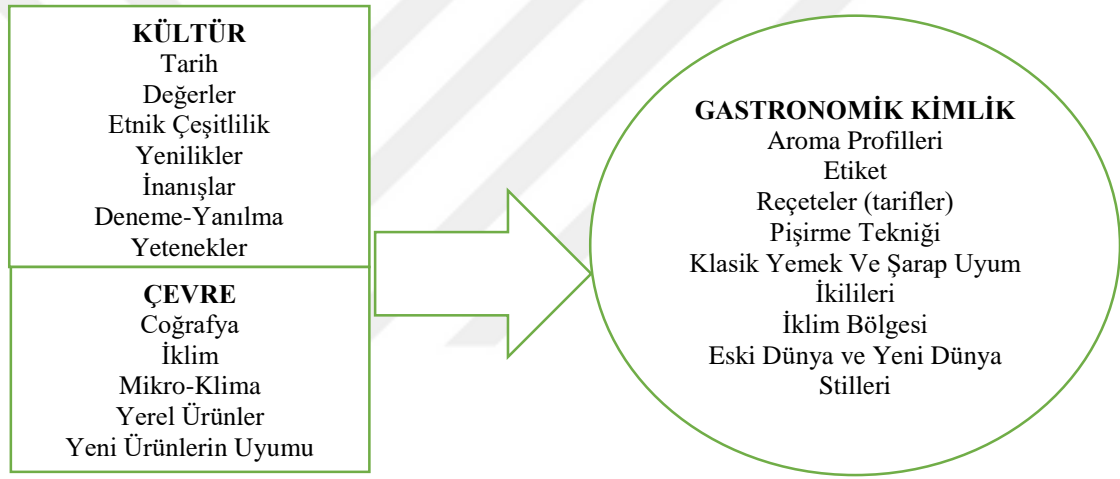 KÜLTÜR
Tarih
Değerler
Etnik Çeşitlilik
Yenilikler
İnanışlar
Deneme-Yanılma
Yetenekler
ÇEVRE
Coğrafya
İklim
Mikro-Klima
Yerel Ürünler
Yeni Ürünlerin Uyumu
GASTRONOMİK KİMLİK
Aroma Profilleri
Etiket
Reçeteler (tarifler)
Pişirme Tekniği
Klasik Yemek Ve Şarap Uyum
İkilileri
İklim Bölgesi
Eski Dünya ve Yeni Dünya
Stilleri